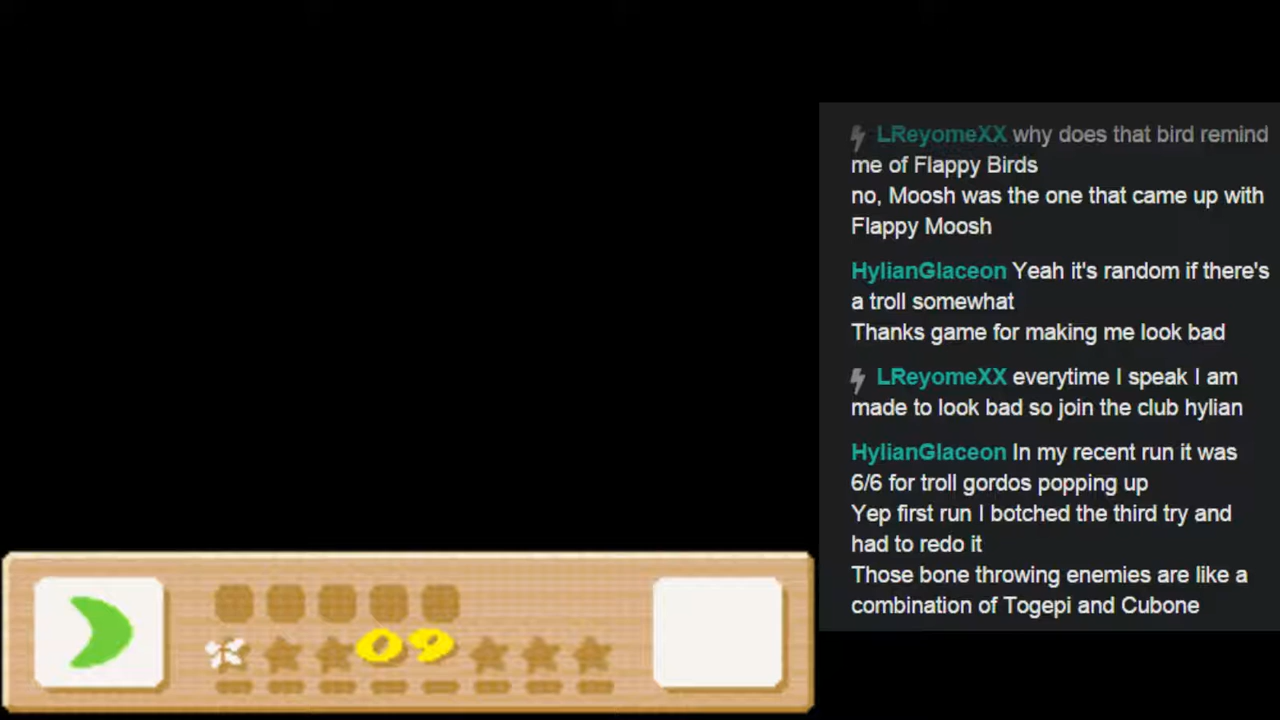 LReyomeXX why does that bird remind
me of Flappy Birds
no, Moosh was the one that came up with
Flappy Moosh
HylianGlaceon Yeah it's random if there's
a troll somewhat
Thanks game for making me look bad
LReyomeXX everytime I speak I am
made to look bad so join the club hylian
HylianGlaceon In my recent run it was
6/6 for troll gordos popping up
Yep first run I botched the third try and
had to redo it
Those bone throwing enemies are like a
combination of Togepi and Cubone
09